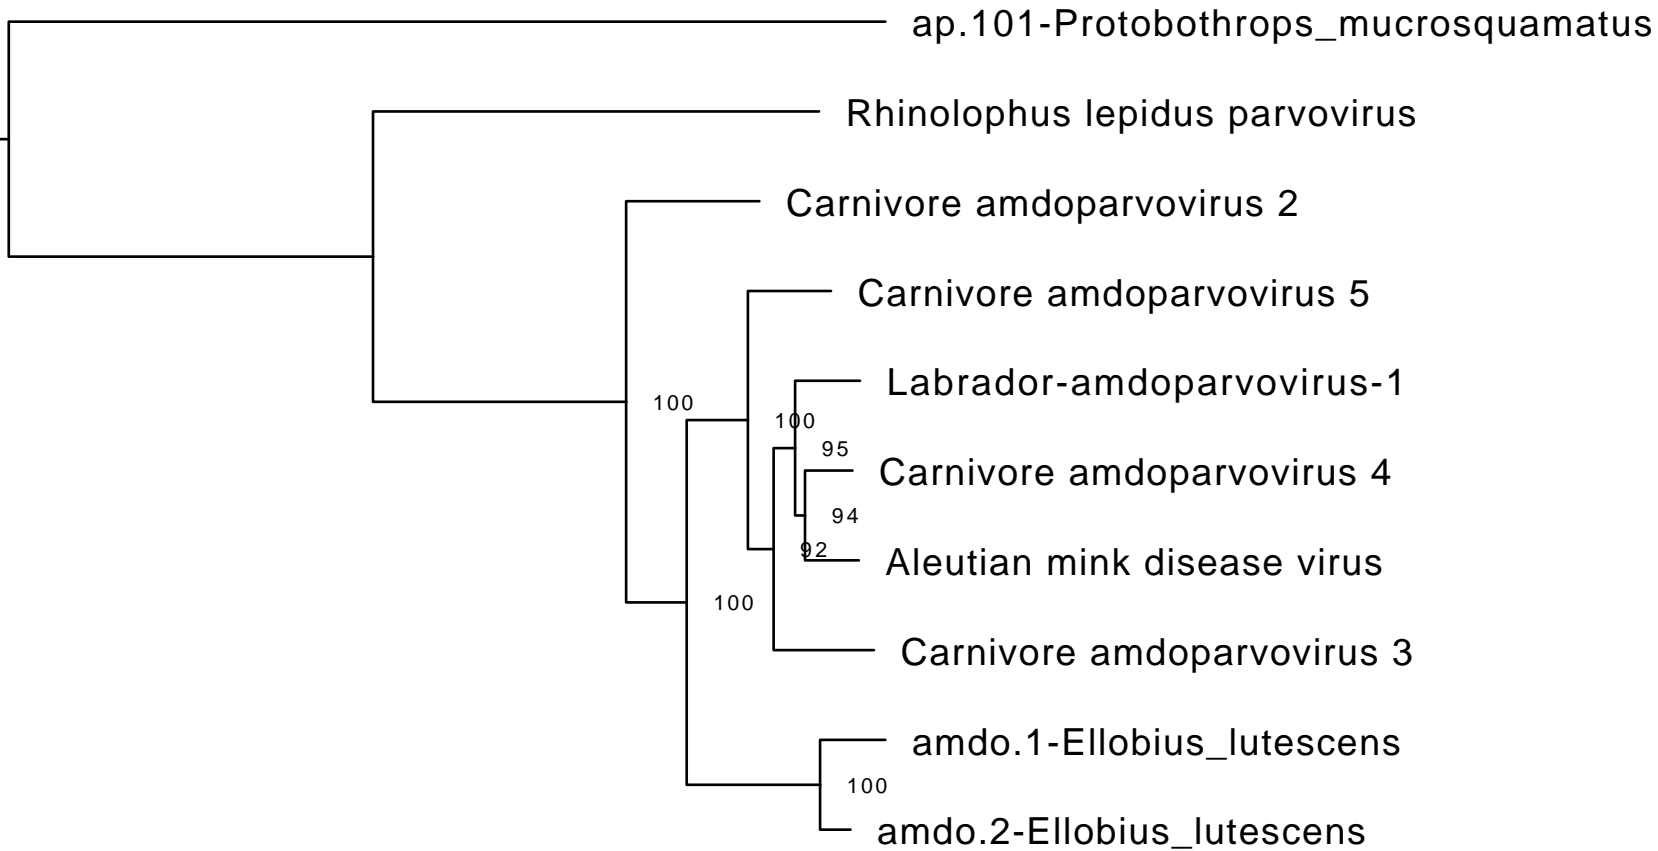 ap.101-Protobothrops_mucrosquamatus
Rhinolophus lepidus parvovirus
Carnivore amdoparvovirus 2
Carnivore amdoparvovirus 5
Labrador-amdoparvovirus-1
100
100
95
Carnivore amdoparvovirus 4
94
92
Aleutian mink disease virus
100
Carnivore amdoparvovirus 3
amdo.1-Ellobius_lutescens
100
amdo.2-Ellobius_lutescens